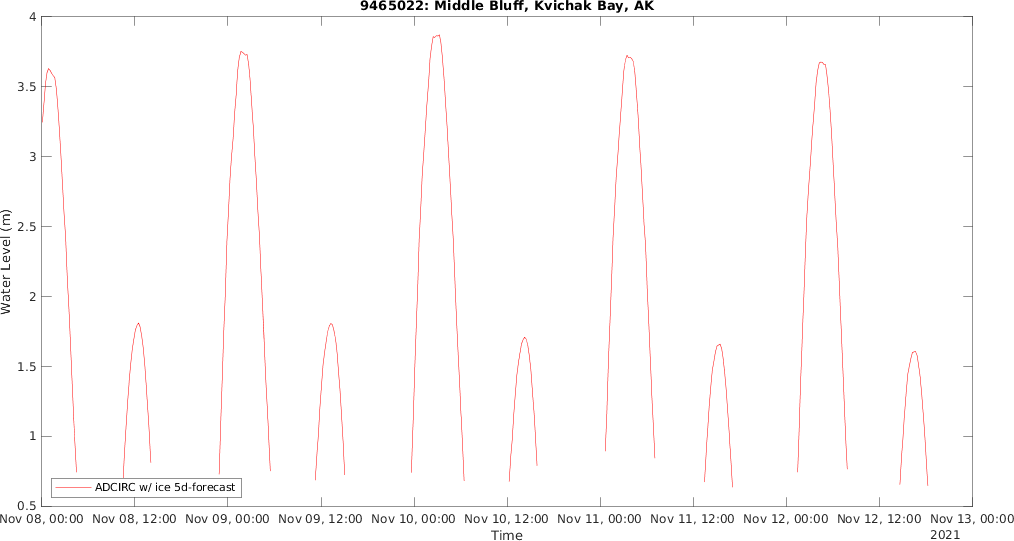 9465022: Middle Bluff, Kvichak Bay, AK
Water Level (m)
4
3.5
3
2.5
2
1.5
1
0.5
ADCIRC w/ ice 5d-forecast
Nov 08, 00:00 Nov 08, 12:00 Nov 09, 00:00 Nov 09, 12:00 Nov 10, 00:00 Nov 10, 12:00 Nov 11, 00:00 Nov 11, 12:00 Nov 12, 00:00 Nov 12, 12:00 Nov 13, 00:00
Time
2021